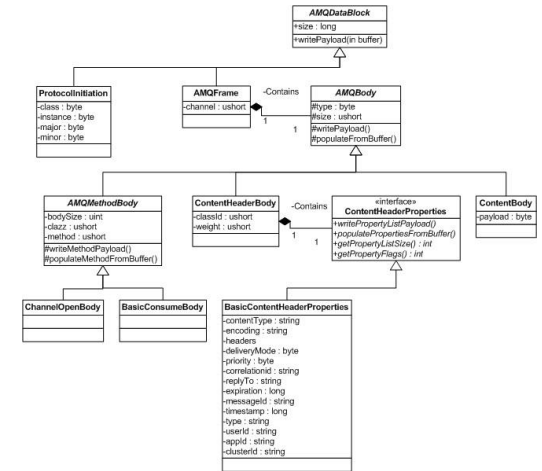 AMQDataBlock
+size : long
+writePayload(in buffer)
ProtocolInitiation
-class : byte
-instance : byte
-major : byte
-minor : byte
AMQFrame
-channel : ushort
-Contains
1
1
AMQBody
#type : byte
#size : ushort
#writePayload()
#populateFromBuffer()
AMQMethodBody
-bodySize : uint
-clazz : ushort
-method : ushort
#writeMethodPayload()
#populateMethodFromBuffer()
ContentHeaderBody
-classId : ushort
-weight : ushort
-Contains
1
1
«interface»
ContentHeaderProperties
+writePropertyListPayload()
+populatePropertiesFromBuffer()
+getPropertyListSize() : int
+getPropertyFlags() : int
ContentBody
-payload : byte
ChannelOpenBody
BasicConsumeBody
BasicContentHeaderProperties
-contentType : string
-encoding : string
-headers
-deliveryMode : byte
-priority : byte
-correlationid : string
-replyTo : string
-expiration : long
-messageId : string
-timestamp : long
-type : string
-userId : string
-appId : string
-clusterId : string